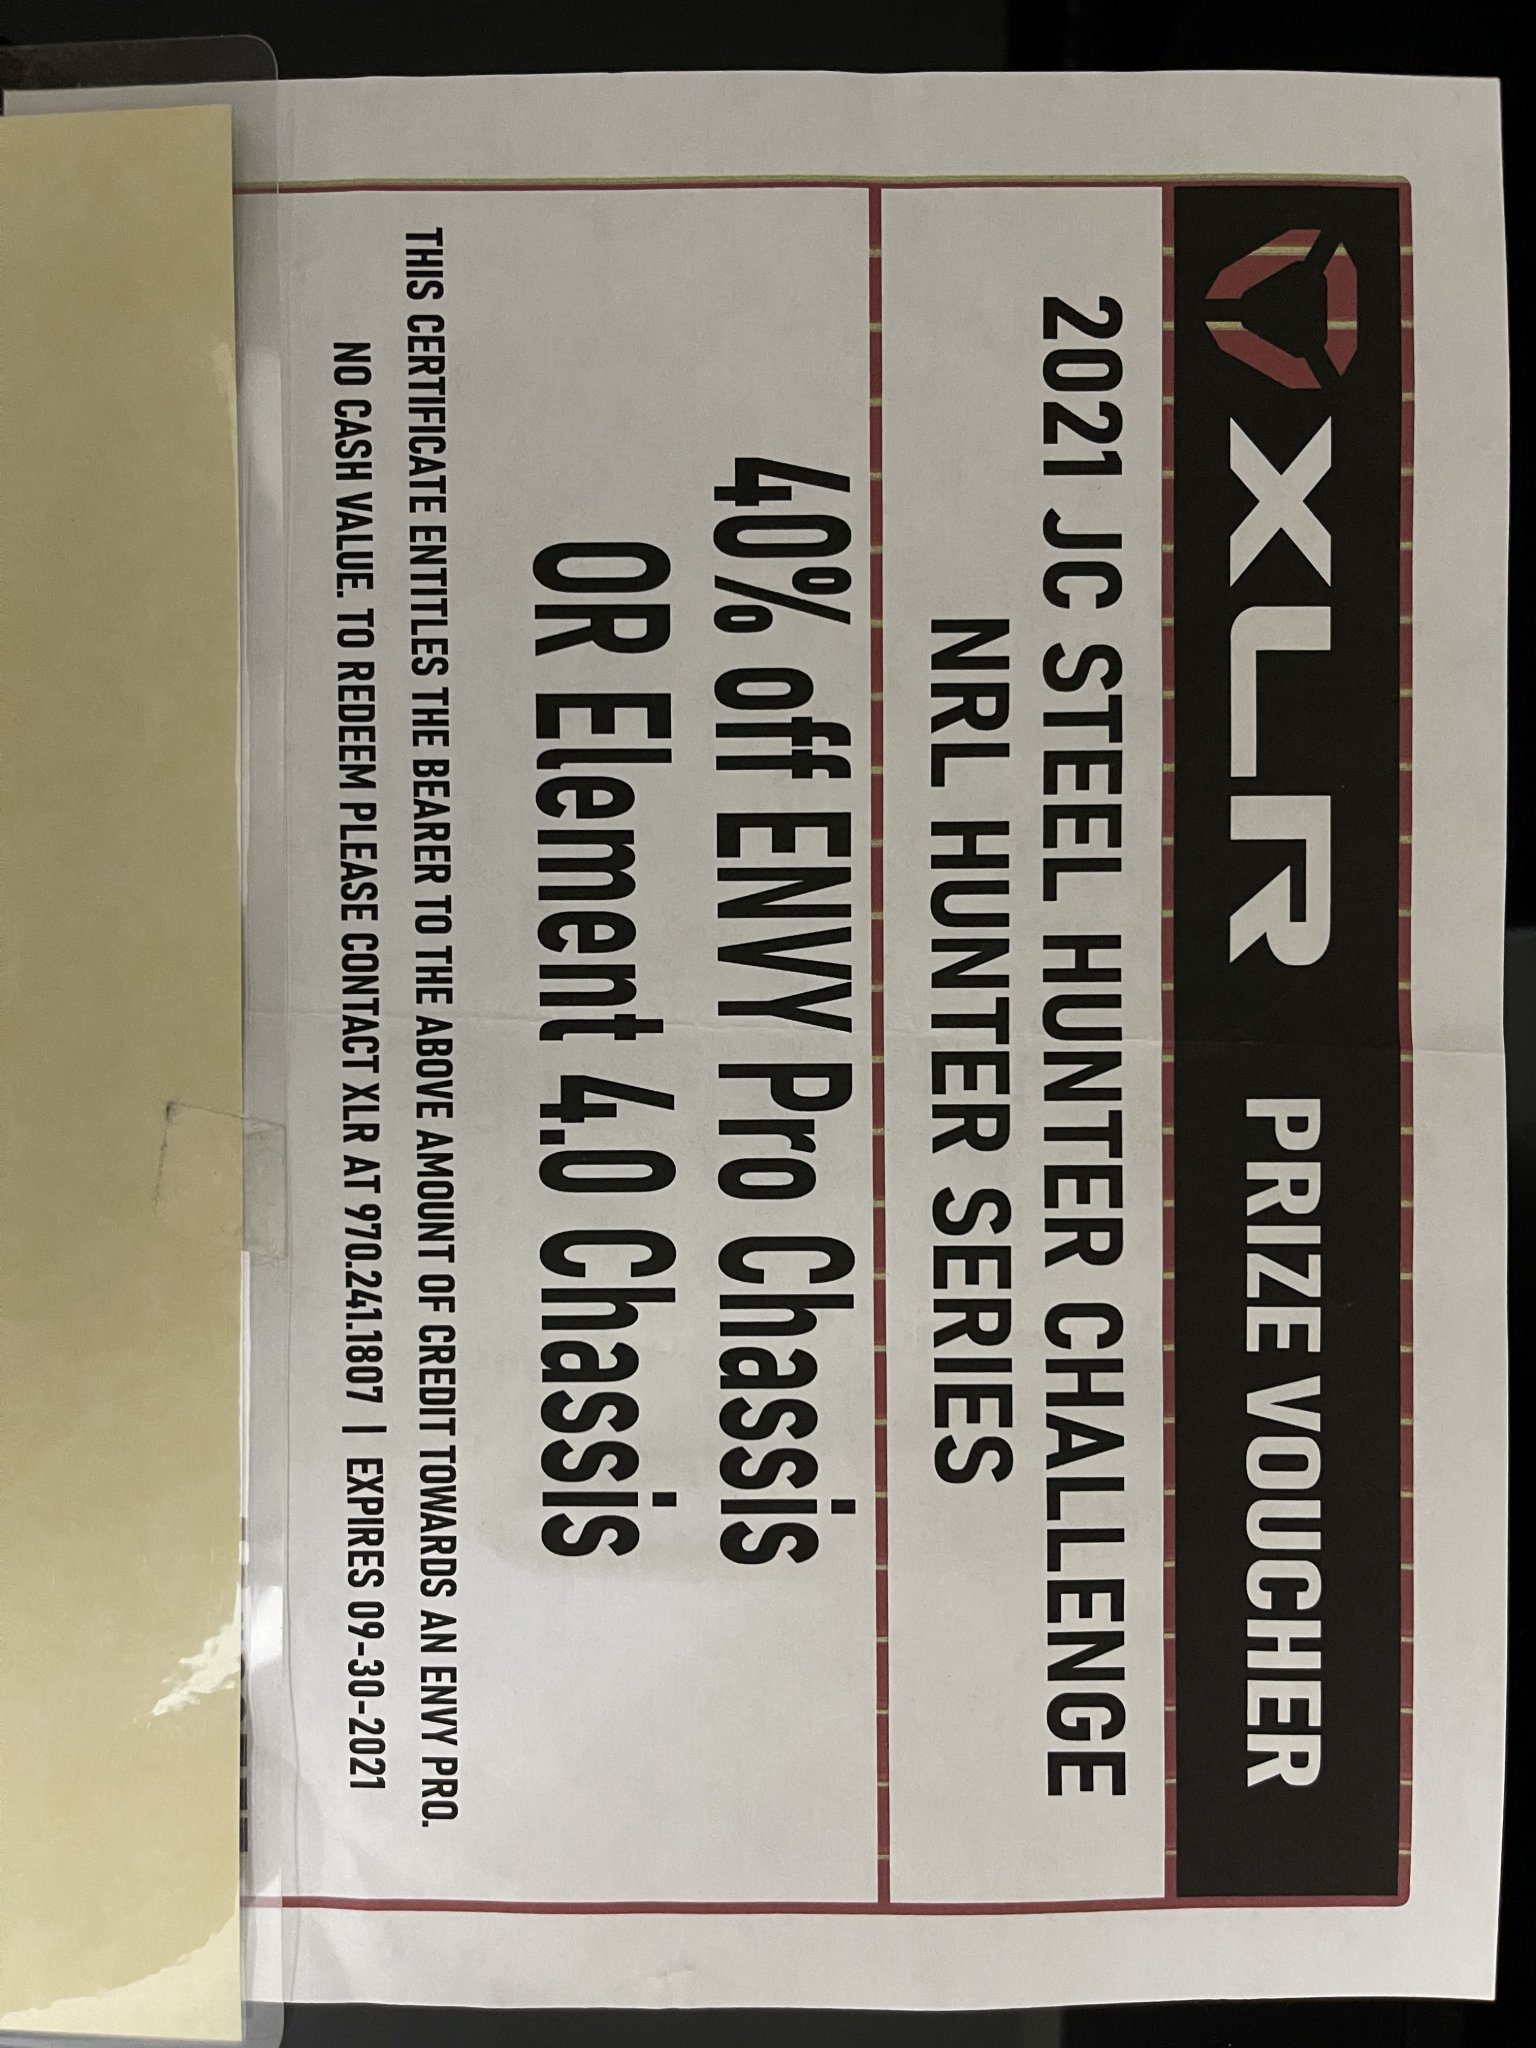 XLR PRIZE VOUCHER
2021 JC STEEL HUNTER CHALLENGE
NRL HUNTER SERIES
40% off ENVY Pro Chassis
OR Element 4.0 Chassis
THIS CERTIFICATE ENTITLES THE BEARER TO THE ABOVE AMOUNT OF CREDIT TOWARDS AN ENVY PRO.
NO CASH VALUE. TO REDEEM PLEASE CONTACT XLR AT 970.241.1807 | EXPIRES 09-30-2021